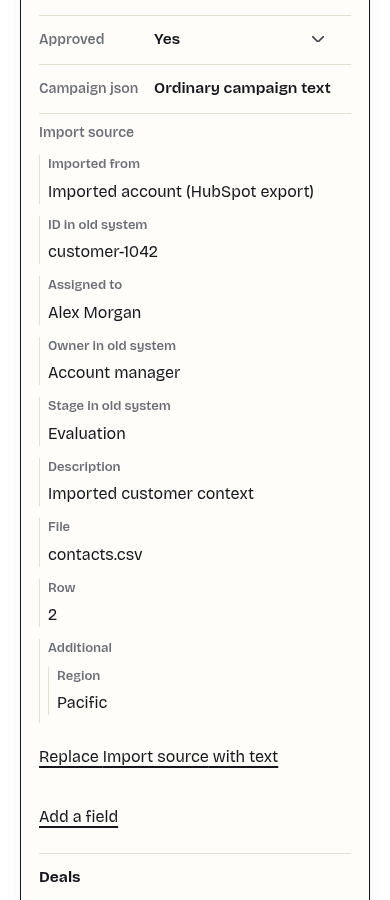 Approved Yes
Campaign json Ordinary campaign text
Import source
Imported from
Imported account (HubSpot export)
ID in old system
customer-1042
Assigned to
Alex Morgan
Owner in old system
Account manager
Stage in old system
Evaluation
Description
Imported customer context
File
contacts.csv
Row
2
Additional
Region
Pacific
Replace Import source with text
Add a field
Deals